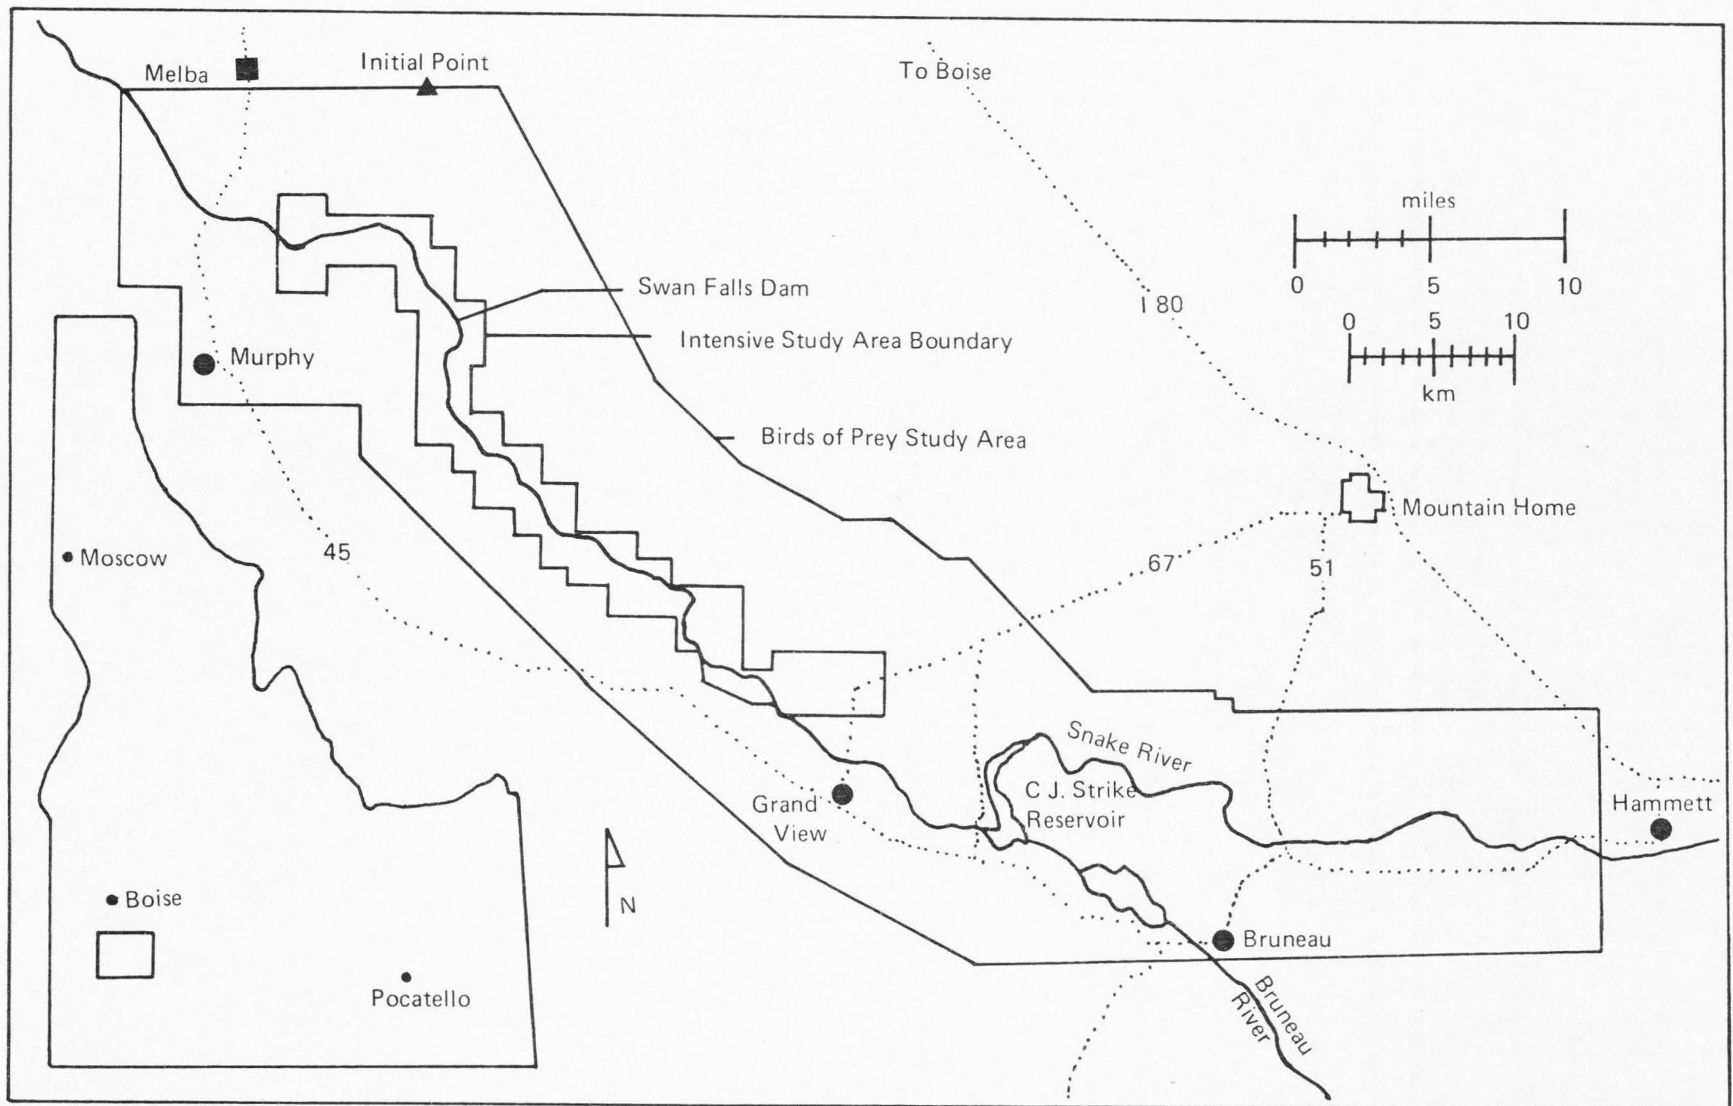 Melba
Initial Point
To Boise
miles
0 5 10
0 5 10
km
Swan Falls Dam
I 80
Intensive Study Area Boundary
Murphy
Birds of Prey Study Area
Mountain Home
45
67
51
Moscow
Snake River
C J. Strike
Reservoir
Grand
View
Hammett
Boise
N
Bruneau
Pocatello
Bruneau
River